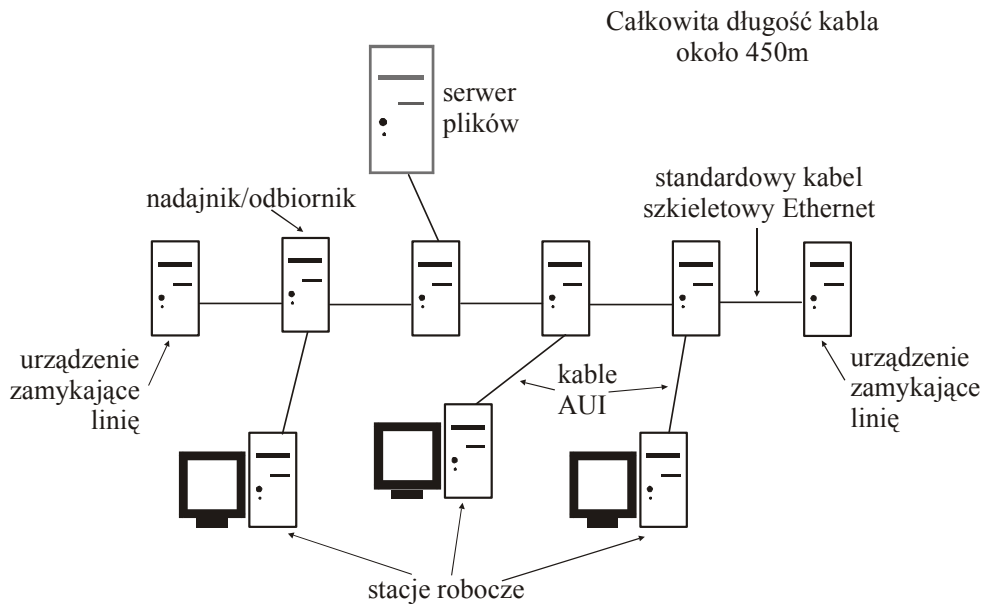 Całkowita długość kabla
około 450m
serwer
plików
nadajnik/odbiornik
standardowy kabel
szkieletowy Ethernet
urządzenie
zamykające
linię
kable
AUI
urządzenie
zamykające
linię
stacje robocze